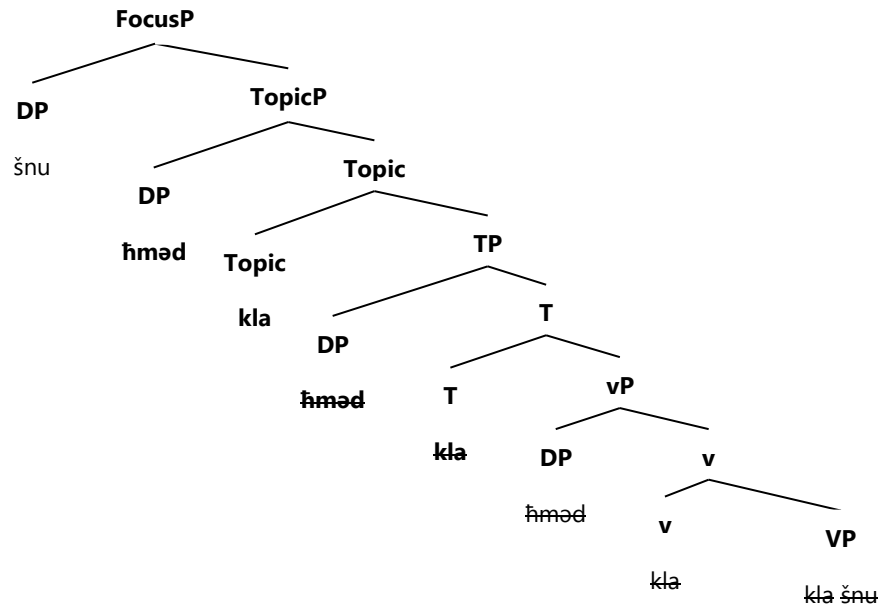 FocusP
DP
TopicP
šnu
DP
Topic
ħməd
Topic
TP
kla
DP
T
ħməd
T
vP
kla
DP
v
ħməd
v
VP
kla
kla šnu